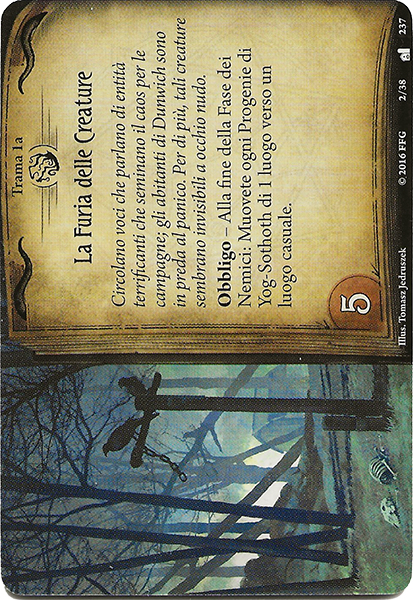 Trama 1a
La Furia delle Creature
Circolano voci che parlano di entità
terrificanti che seminano il caos per le
campagne; gli abitanti di Dunwich sono
in preda al panico. Per di più, tali creature
sembrano invisibili a occhio nudo.
Obbligo – Alla fine della Fase dei
Nemici: Muovete ogni Progenie di
Yog-Sothoth di 1 luogo verso un
luogo casuale.
5
Illus. Tomasz Jedruszek
© 2016 FFG
2/38
237